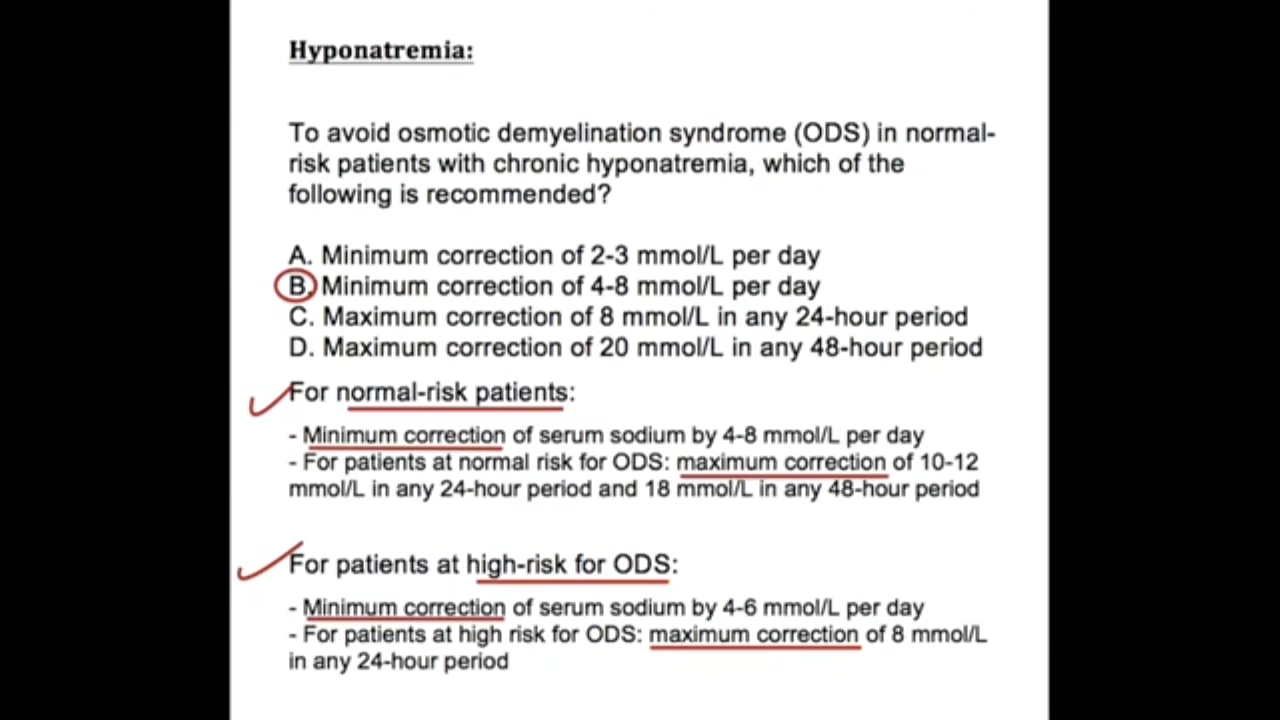 Hyponatremia:
To avoid osmotic demyelination syndrome (ODS) in normal-
risk patients with chronic hyponatremia, which of the
following is recommended?
A. Minimum correction of 2-3 mmol/L per day
B. Minimum correction of 4-8 mmol/L per day
C. Maximum correction of 8 mmol/L in any 24-hour period
D. Maximum correction of 20 mmol/L in any 48-hour period
For normal-risk patients:
- Minimum correction of serum sodium by 4-8 mmol/L per day
- For patients at normal risk for ODS: maximum correction of 10-12
mmol/L in any 24-hour period and 18 mmol/L in any 48-hour period
For patients at high-risk for ODS:
- Minimum correction of serum sodium by 4-6 mmol/L per day
- For patients at high risk for ODS: maximum correction of 8 mmol/L
in any 24-hour period